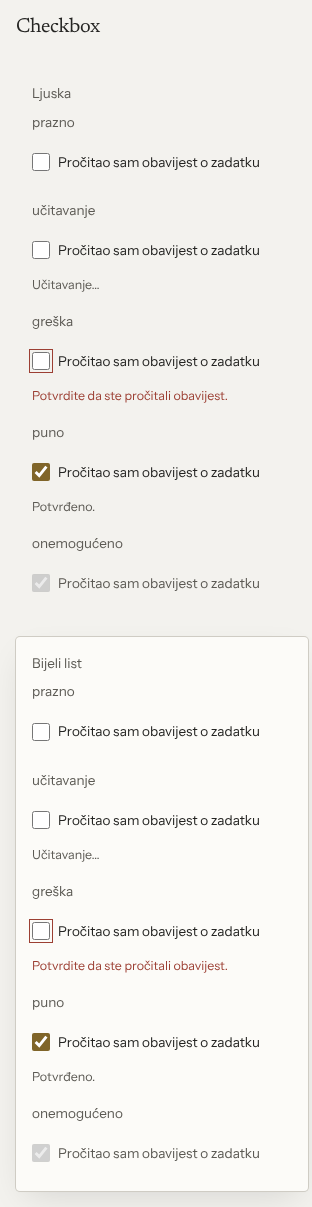 Checkbox
Ljuska
prazno
Pročitao sam obavijest o zadatku
učitavanje
Pročitao sam obavijest o zadatku
Učitavanje...
greška
Pročitao sam obavijest o zadatku
Potvrdite da ste pročitali obavijest.
puno
Pročitao sam obavijest o zadatku
Potvrđeno.
onemogućeno
Pročitao sam obavijest o zadatku
Bijeli list
prazno
Pročitao sam obavijest o zadatku
učitavanje
Pročitao sam obavijest o zadatku
Učitavanje...
greška
Pročitao sam obavijest o zadatku
Potvrdite da ste pročitali obavijest.
puno
Pročitao sam obavijest o zadatku
Potvrđeno.
onemogućeno
Pročitao sam obavijest o zadatku